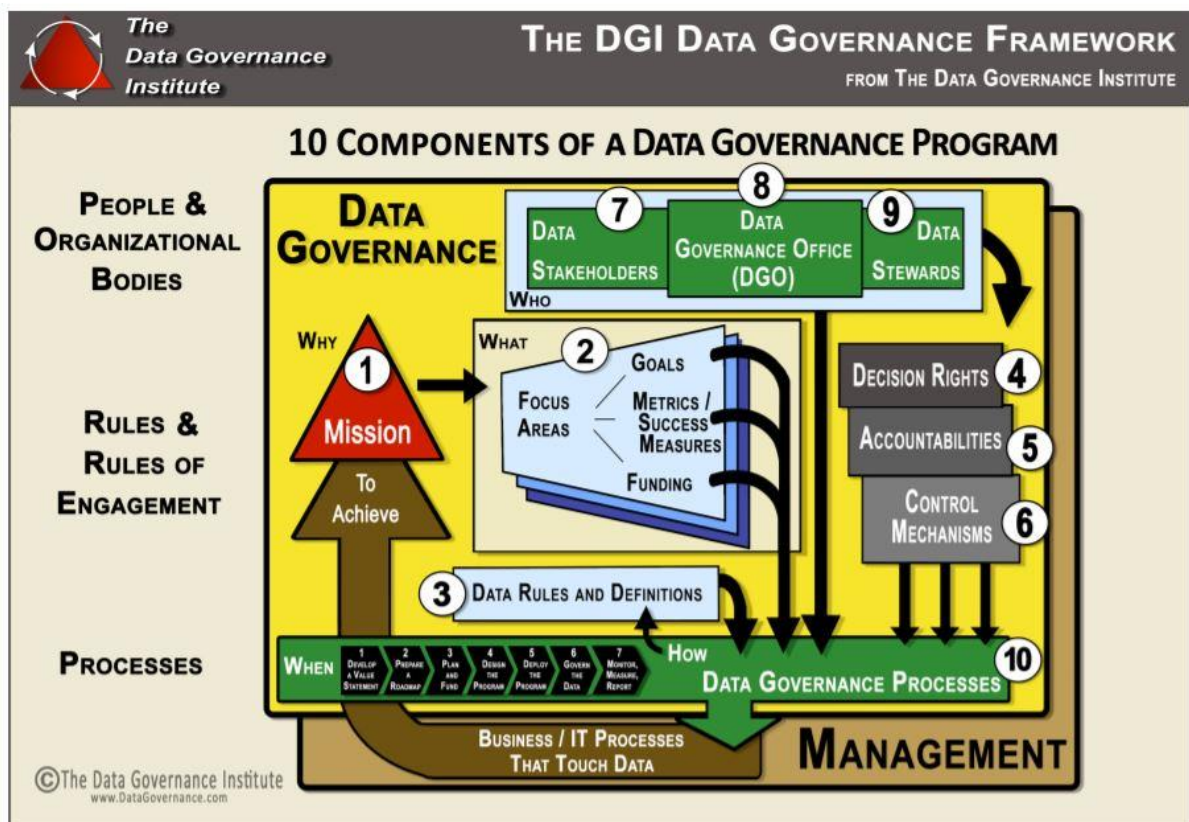 The
Data Governance
Institute
THE DGI DATA GOVERNANCE FRAMEWORK
FROM THE DATA GOVERNANCE INSTITUTE
10 COMPONENTS OF A DATA GOVERNANCE PROGRAM
PEOPLE &
ORGANIZATIONAL
BODIES
DATA
GOVERNANCE
7
DATA
STAKEHOLDERS
8
DATA
GOVERNANCE OFFICE
(DGO)
9
DATA
STEWARDS
WHO
RULES &
RULES OF
ENGAGEMENT
WHY
1
Mission
TO
ACHIEVE
WHAT
2
FOCUS
AREAS
GOALS
METRICS /
SUCCESS
MEASURES
FUNDING
DECISION RIGHTS
4
ACCOUNTABILITIES
5
CONTROL
MECHANISMS
6
3
DATA RULES AND DEFINITIONS
PROCESSES
WHEN
1
DEVELOP
A VALUE
STATEMENT
2
PREPARE
A
ROADMAP
3
PLAN
AND
FUND
4
DESIGN
THE
PROGRAM
5
DEPLOY
THE
PROGRAM
6
GOVERN
THE
DATA
7
MONITOR,
MEASURE,
REPORT
HOW
DATA GOVERNANCE PROCESSES
10
BUSINESS / IT PROCESSES
THAT TOUCH DATA
MANAGEMENT
©The Data Governance Institute
www.DataGovernance.com